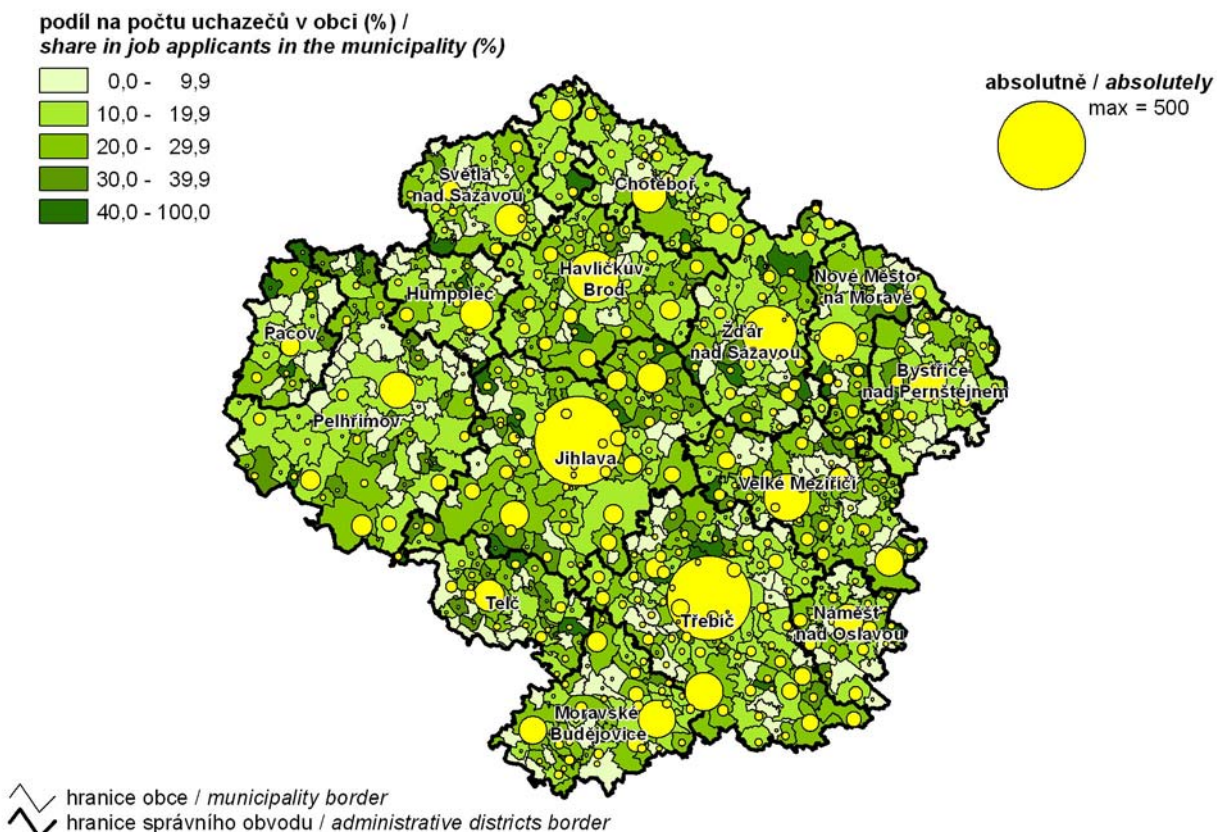 podíl na počtu uchazečů v obci (%) /
share in job applicants in the municipality (%)
0,0 - 9,9
10,0 - 19,9
20,0 - 29,9
30,0 - 39,9
40,0 - 100,0
absolutně / absolutely
max = 500
Světlá
nad Sázavou
Chotěboř
Havlíčkův
Brod
Humpolec
Nové Město
na Moravě
Pacov
Žďár
nad Sázavou
Bystřice
nad Pernštejnem
Pelhřimov
Jihlava
Velké Meziříčí
Telč
Třebíč
Náměšť
nad Oslavou
Moravské
Budějovice
hranice obce / municipality border
hranice správního obvodu / administrative districts border